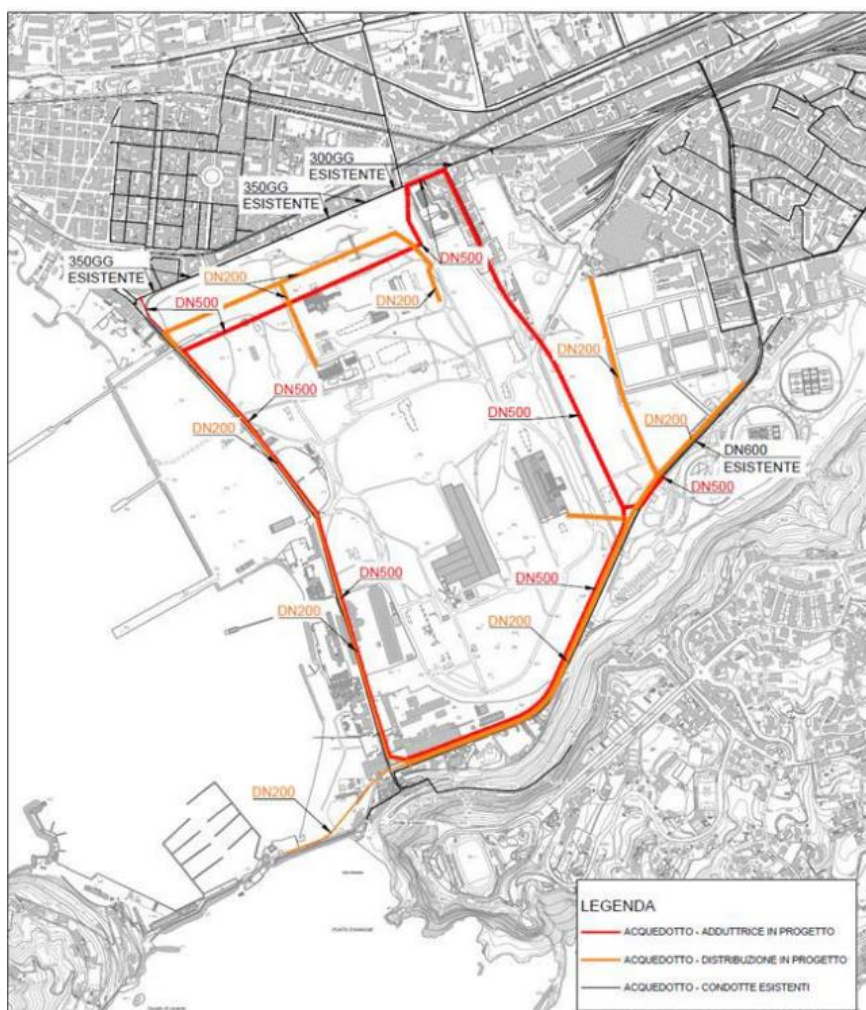 300GG
ESISTENTE
350GG
ESISTENTE
350GG
ESISTENTE
DN500
DN200
DN500
DN200
DN200
DN500
DN200
DN500
DN200
DN600
ESISTENTE
DN500
DN500
DN200
DN500
DN200
DN200
LEGENDA
ACQUEDOTTO - ADDUTTRICE IN PROGETTO
ACQUEDOTTO - DISTRIBUZIONE IN PROGETTO
ACQUEDOTTO - CONDOTTE ESISTENTI